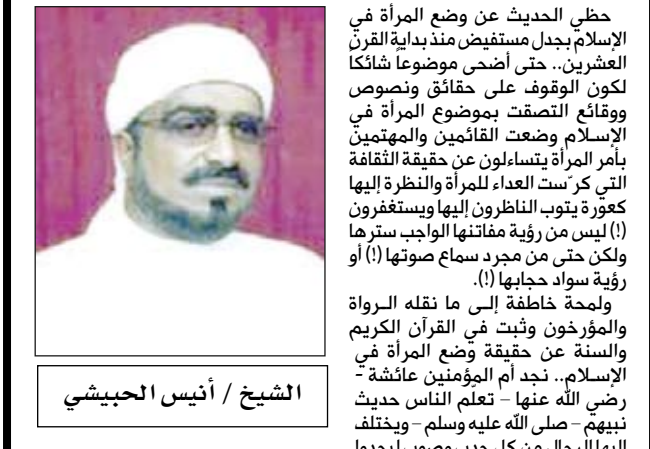 حظي الحديث عن وضع المرأة في
الإسلام بجدل مستفيض منذ بداية القرن
العشرين.. حتى أضحى موضوعاً شائكاً
لكون الوقوف على حقائق ونصوص
ووقائع التصقت بموضوع المرأة في
الإسلام وضعت القائمين والمهتمين
بأمر المرأة يتساءلون عن حقيقة الثقافة
التي كرّست العداء للمرأة والنظرة إليها
كعورة يتوب الناظرون إليها ويستغفرون
(!) ليس من رؤية مفاتنها الواجب سترها
ولكن حتى من مجرد سماع صوتها (!) أو
رؤية سواد حجابها (!).
ولمحة خاطفة إلى ما نقله الرواة
والمؤرخون وثبت في القرآن الكريم
والسنة عن حقيقة وضع المرأة في
الإسلام.. نجد أم المؤمنين عائشة -
رضي الله عنها – تعلّم الناس حديث
نبيهم – صلى الله عليه وسلم – ويختلف
الشيخ / أنيس الحبيشي